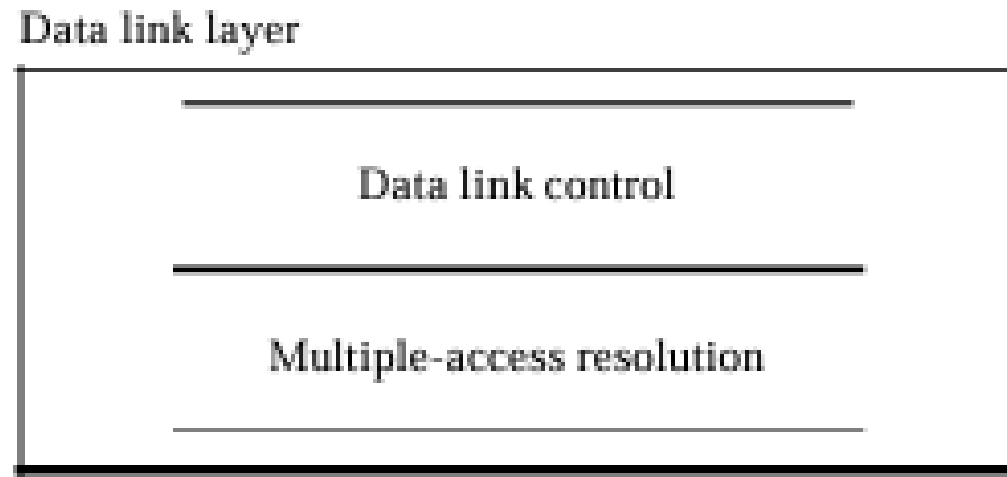 Data link layer
Data link control
Multiple-access resolution